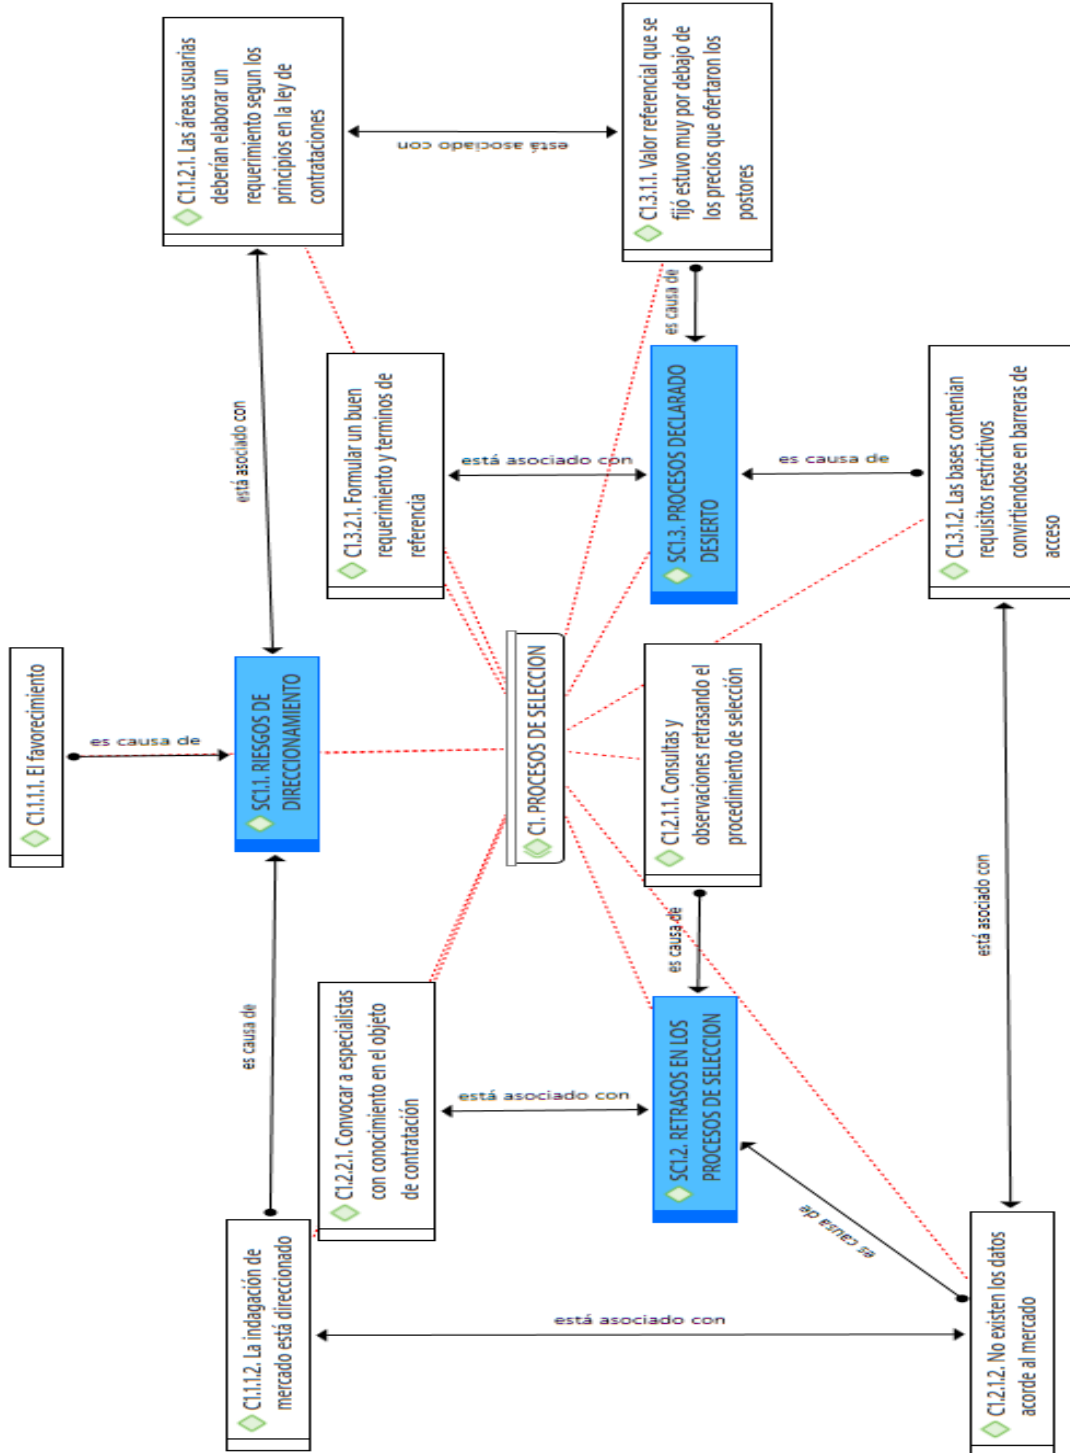 C1.1.1.1. El favorecimiento
es causa de
C1.1.1.2. La indagación de
mercado está direccionado
es causa de
SC1.1. RIESGOS DE
DIRECCIONAMIENTO
está asociado con
C1.1.2.1. Las áreas usuarias
deberían elaborar un
requerimiento segun los
principios en la ley de
contrataciones
C1.2.2.1. Convocar a especialistas
con conocimiento en el objeto
de contratación
C1.3.2.1. Formular un buen
requerimiento y terminos de
referencia
está asociado con
C1. PROCESOS DE SELECCION
está asociado con
está asociado con
está asociado con
SC1.2. RETRASOS EN LOS
PROCESOS DE SELECCION
es causa de
C1.2.1.1. Consultas y
observaciones retrasando el
procedimiento de selección
SC1.3. PROCESOS DECLARADO
DESIERTO
es causa de
C1.3.1.1. Valor referencial que se
fijó estuvo muy por debajo de
los precios que ofertaron los
postores
es causa de
es causa de
C1.2.1.2. No existen los datos
acorde al mercado
está asociado con
C1.3.1.2. Las bases contenian
requisitos restrictivos
convirtiendose en barreras de
acceso